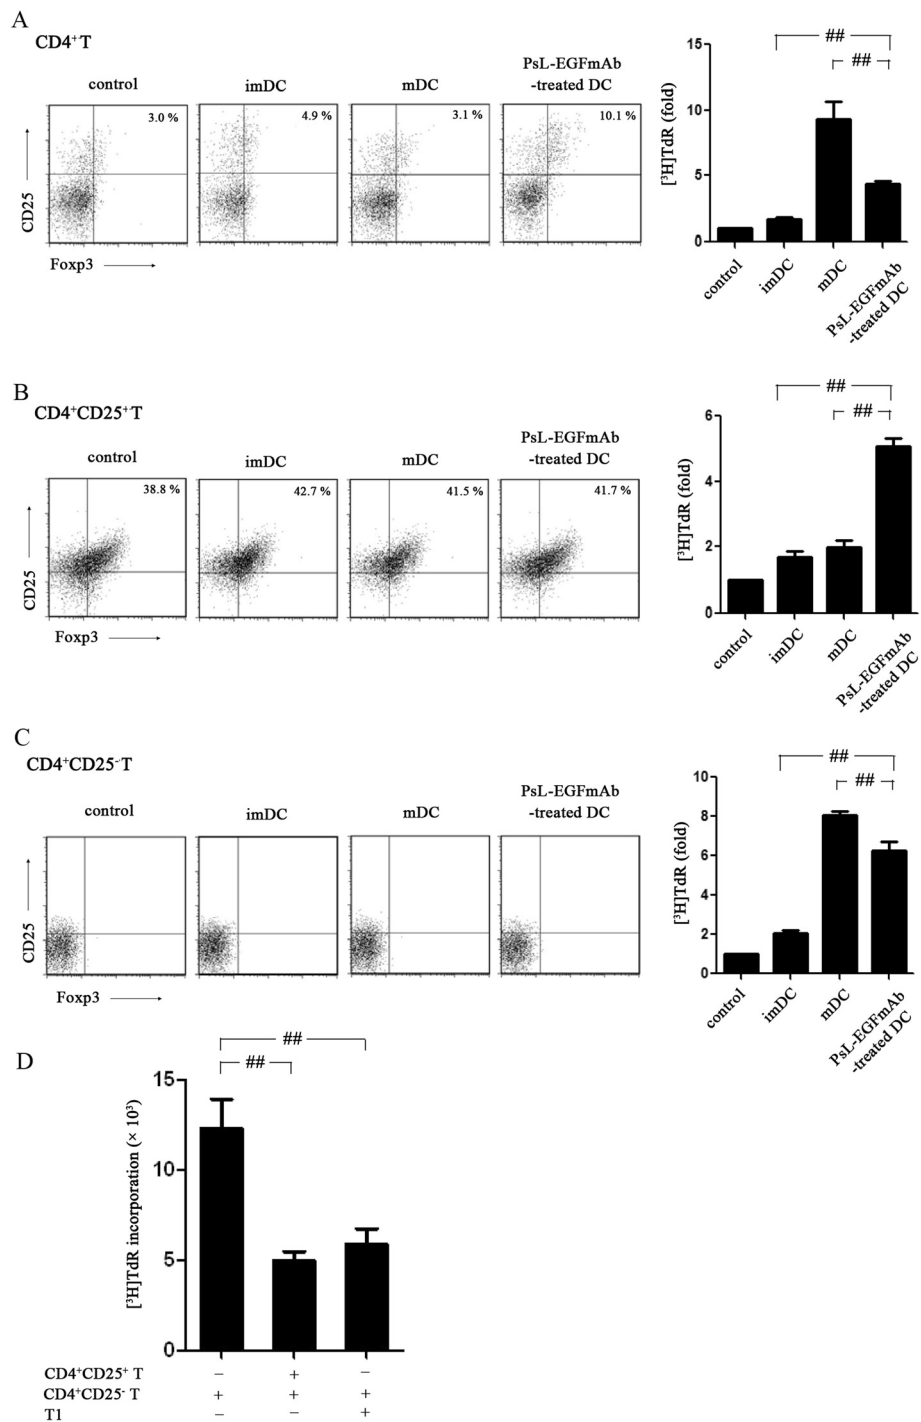 A
CD4⁺T
control
imDC
mDC
PsL-EGFmAb
-treated DC
3.0 %
4.9 %
3.1 %
10.1 %
CD25
Foxp3
[³H]TdR (fold)
15
10
5
0
##
##
control
imDC
mDC
PsL-EGFmAb
-treated DC
B
CD4⁺CD25⁺T
control
imDC
mDC
PsL-EGFmAb
-treated DC
38.8 %
42.7 %
41.5 %
41.7 %
CD25
Foxp3
[³H]TdR (fold)
6
4
2
0
##
##
control
imDC
mDC
PsL-EGFmAb
-treated DC
C
CD4⁺CD25⁻T
control
imDC
mDC
PsL-EGFmAb
-treated DC
CD25
Foxp3
[³H]TdR (fold)
10
8
6
4
2
0
##
##
control
imDC
mDC
PsL-EGFmAb
-treated DC
D
##
##
[³H]TdR incorporation (× 10³)
15
10
5
0
CD4⁺CD25⁺ T − + −
CD4⁺CD25⁻ T + + +
T1 − − +